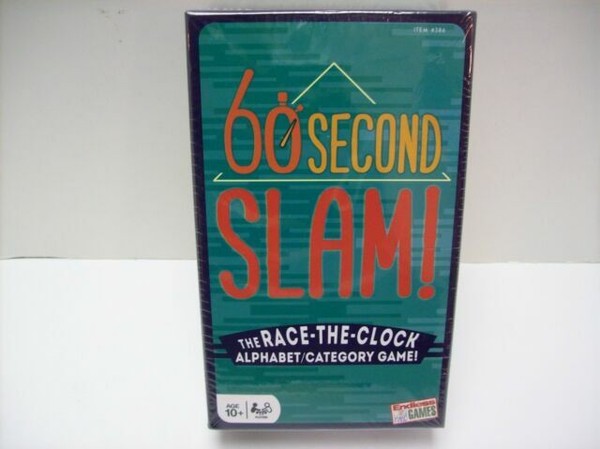 60 SECOND
SLAM!
THE RACE-THE-CLOCK
ALPHABET/CATEGORY GAME!
AGE
10+
Endless
GAMES